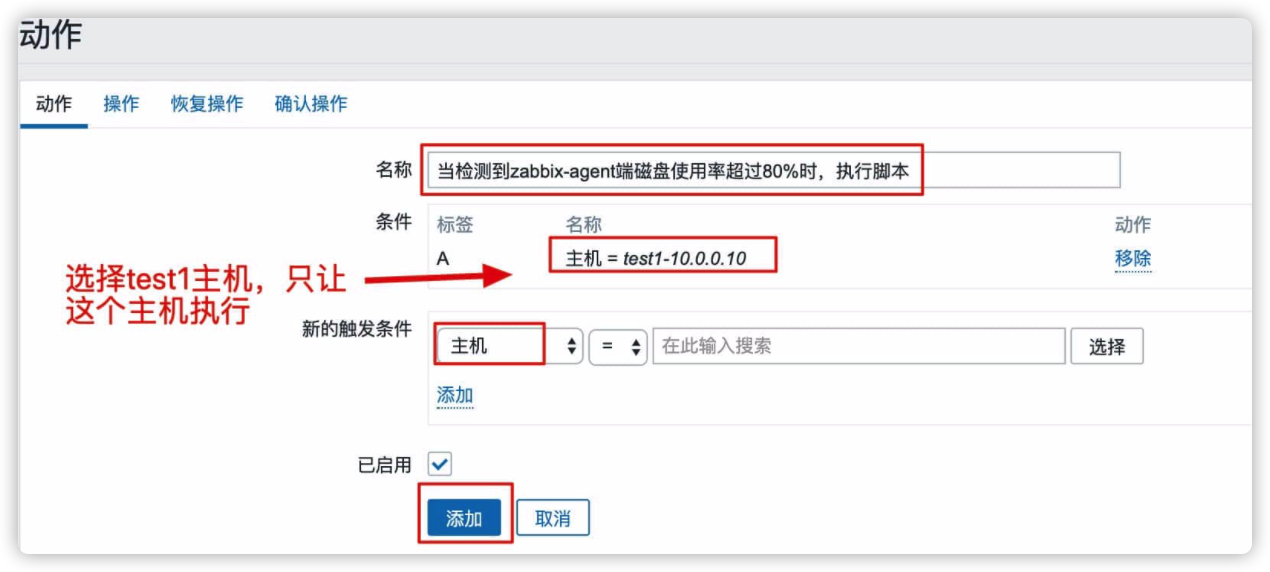 动作
动作 操作 恢复操作 确认操作
名称 当检测到zabbix-agent端磁盘使用率超过80%时，执行脚本
条件 标签 名称 动作
A 主机 = test1-10.0.0.10 移除
选择test1主机，只让
这个主机执行
新的触发条件 主机 = 在此输入搜索 选择
添加
已启用
添加 取消